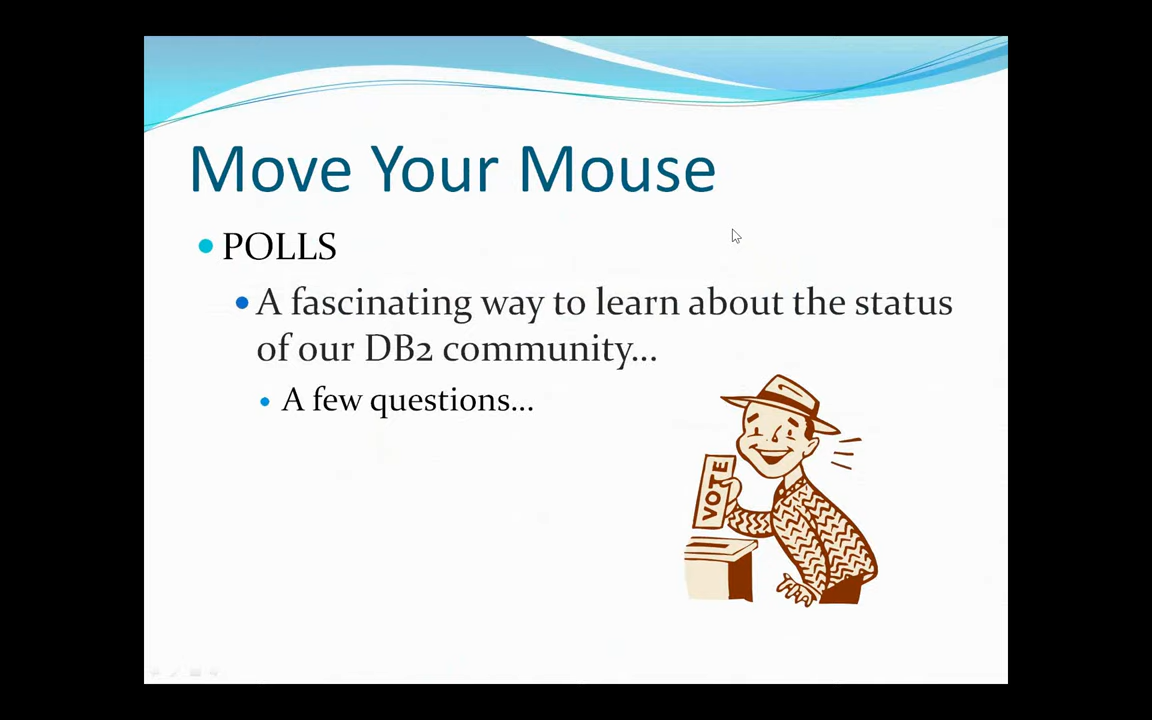 Move Your Mouse
POLLS
A fascinating way to learn about the status
of our DB2 community...
A few questions...
VOTE